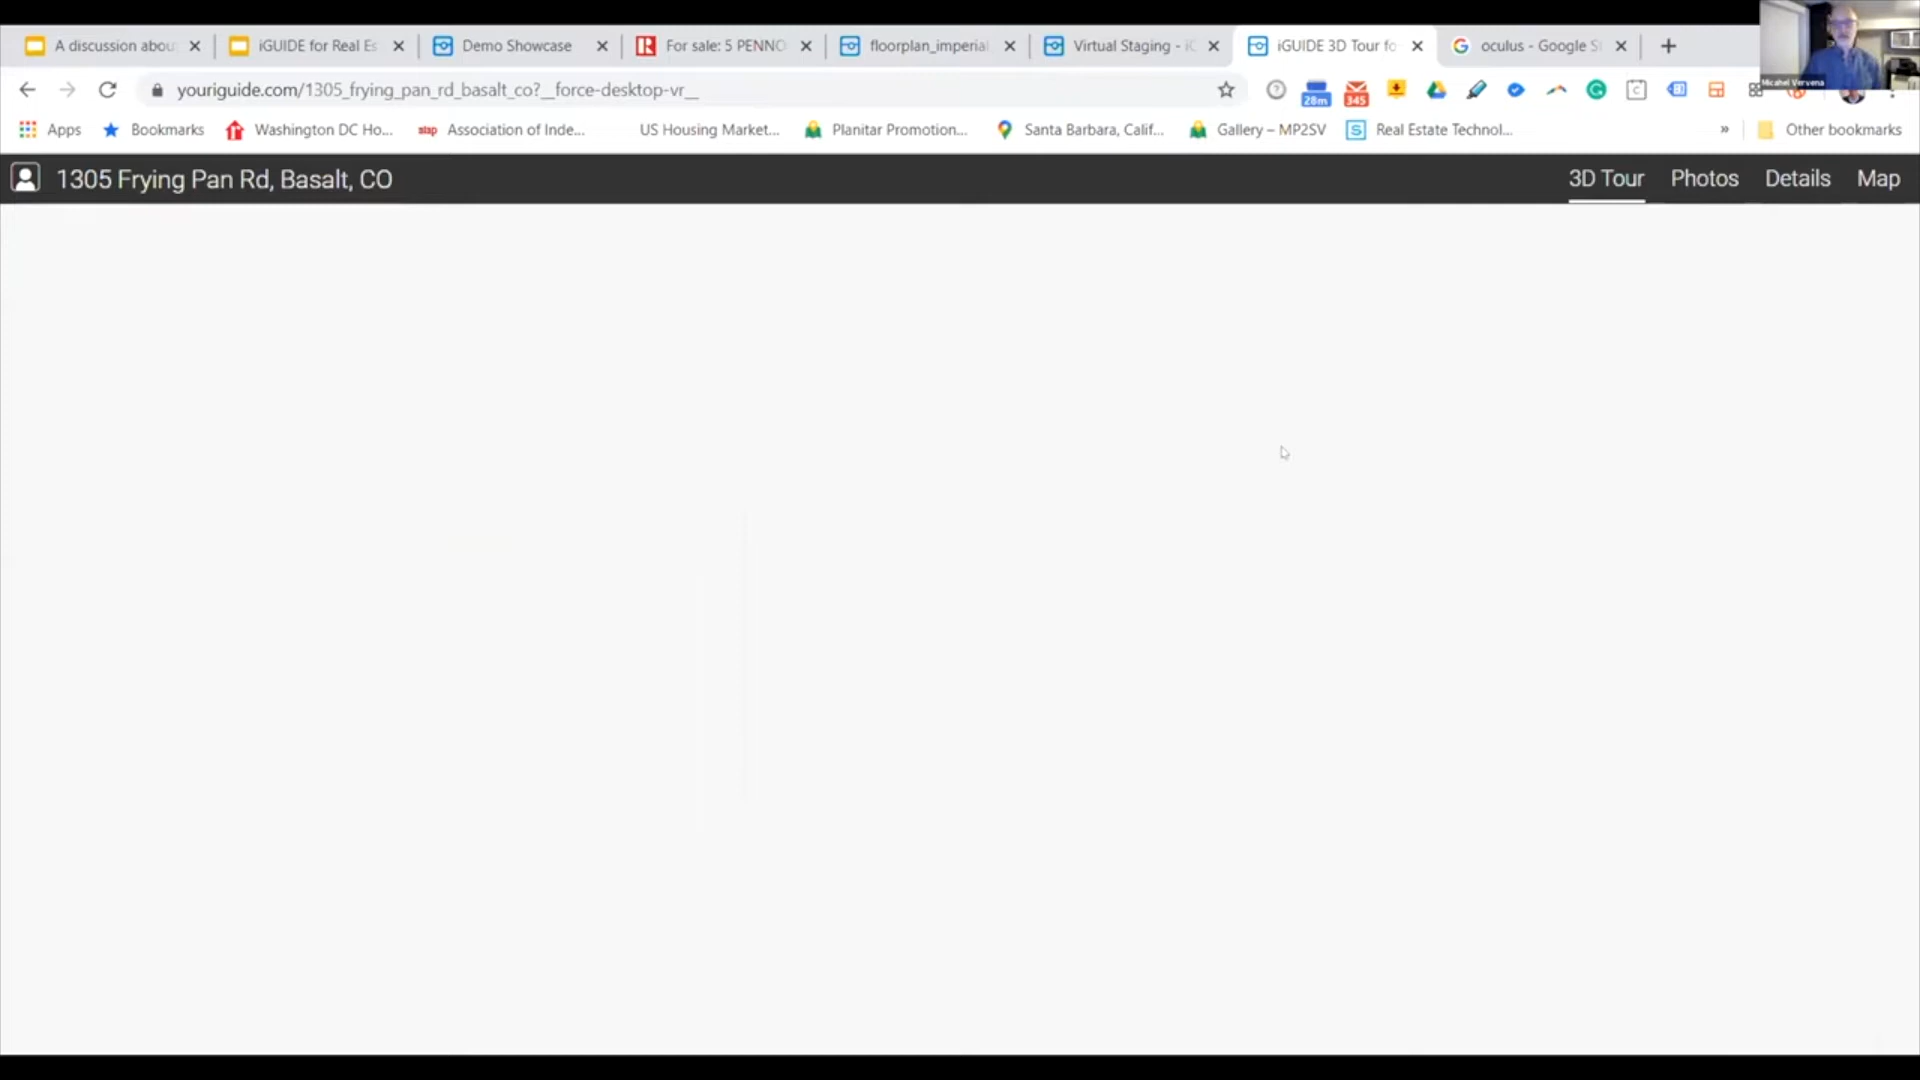 A discussion abou
iGUIDE for Real Es
Demo Showcase
For sale: 5 PENNO
floorplan_imperial
Virtual Staging - iG
iGUIDE 3D Tour fo
oculus - Google S
youriguide.com/1305_frying_pan_rd_basalt_co?__force-desktop-vr__
28m
345
Micahel Vervena
Apps
Bookmarks
Washington DC Ho...
Association of Inde...
US Housing Market...
Planitar Promotion...
Santa Barbara, Calif...
Gallery – MP2SV
Real Estate Technol...
»
Other bookmarks
1305 Frying Pan Rd, Basalt, CO
3D Tour
Photos
Details
Map